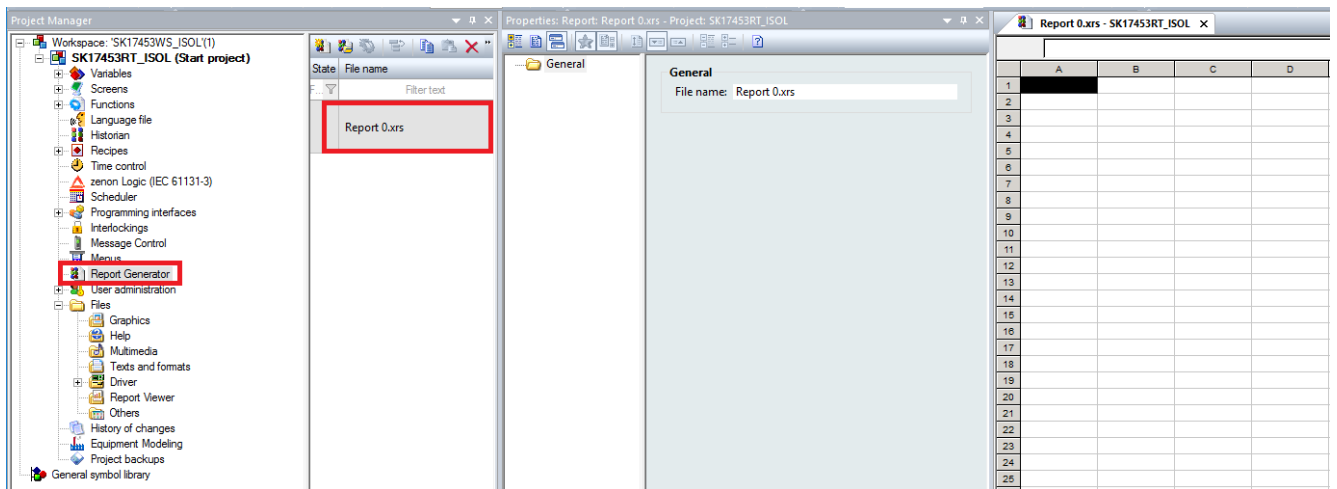 Project Manager
Workspace: 'SK17453WS_ISOL'(1)
SK17453RT_ISOL (Start project)
Variables
Screens
Functions
Language file
Historian
Recipes
Time control
zenon Logic (IEC 61131-3)
Scheduler
Programming interfaces
Interlockings
Message Control
Menus
Report Generator
User administration
Files
Graphics
Help
Multimedia
Texts and formats
Driver
Report Viewer
Others
History of changes
Equipment Modeling
Project backups
General symbol library
State File name
F... Filter text
Report 0.xrs
Properties: Report: Report 0.xrs - Project: SK17453RT_ISOL
General
General
File name: Report 0.xrs
Report 0.xrs - SK17453RT_ISOL
A B C D
1
2
3
4
5
6
7
8
9
10
11
12
13
14
15
16
17
18
19
20
21
22
23
24
25